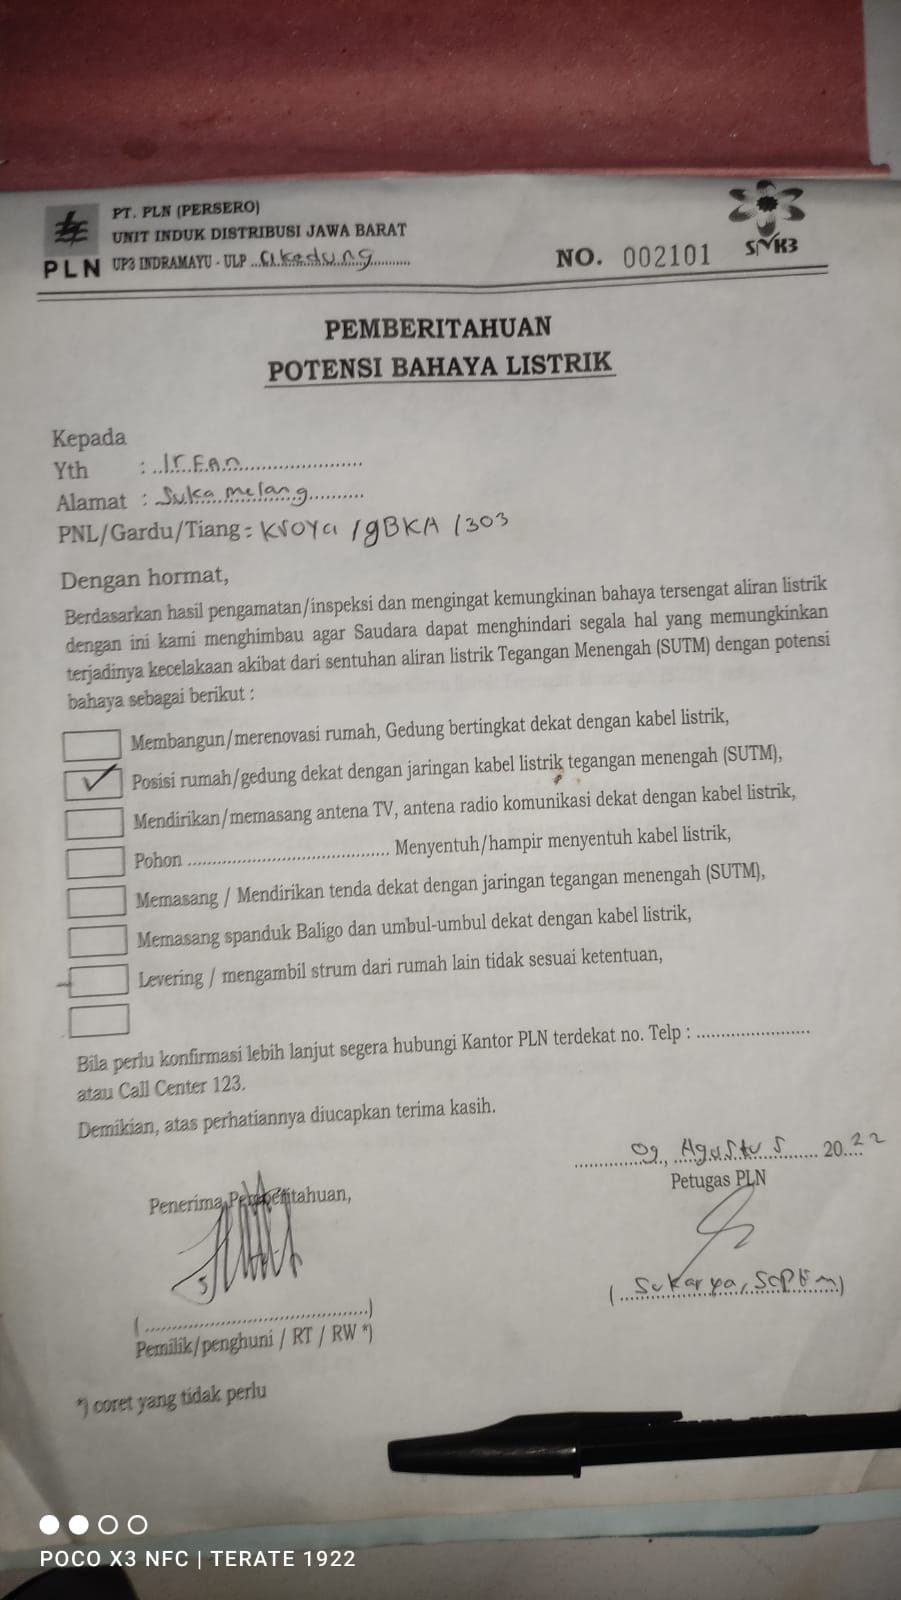 PT. PLN (PERSERO)
UNIT INDUK DISTRIBUSI JAWA BARAT
PLN UP3 INDRAMAYU - ULP ..Cikedung..........
NO. 002101
SMK3
PEMBERITAHUAN
POTENSI BAHAYA LISTRIK
Kepada
Yth : ..IrFAn........................
Alamat : Suka melang...........
PNL/Gardu/Tiang = Kroya /gBKA /303
Dengan hormat,
Berdasarkan hasil pengamatan/inspeksi dan mengingat kemungkinan bahaya tersengat aliran listrik
dengan ini kami menghimbau agar Saudara dapat menghindari segala hal yang memungkinkan
terjadinya kecelakaan akibat dari sentuhan aliran listrik Tegangan Menengah (SUTM) dengan potensi
bahaya sebagai berikut :
Membangun/merenovasi rumah, Gedung bertingkat dekat dengan kabel listrik,
✓ Posisi rumah/gedung dekat dengan jaringan kabel listrik tegangan menengah (SUTM),
Mendirikan/memasang antena TV, antena radio komunikasi dekat dengan kabel listrik,
Pohon ........................................ Menyentuh/hampir menyentuh kabel listrik,
Memasang / Mendirikan tenda dekat dengan jaringan tegangan menengah (SUTM),
Memasang spanduk Baligo dan umbul-umbul dekat dengan kabel listrik,
Levering / mengambil strum dari rumah lain tidak sesuai ketentuan,
Bila perlu konfirmasi lebih lanjut segera hubungi Kantor PLN terdekat no. Telp : .......................
atau Call Center 123.
Demikian, atas perhatiannya diucapkan terima kasih.
..............09, Agustus....... 20..22
Penerima Pemberitahuan,
Petugas PLN
( Sukarya, )
(.............................................)
Pemilik/penghuni / RT / RW *)
*) coret yang tidak perlu
POCO X3 NFC | TERATE 1922